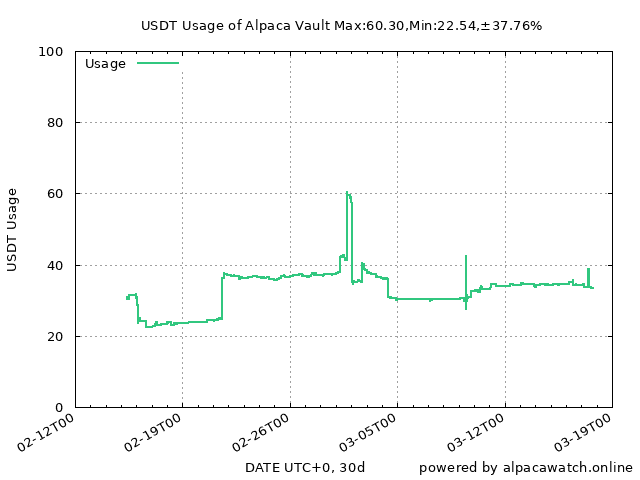 USDT Usage of Alpaca Vault Max:60.30,Min:22.54,±37.76%
Usage
USDT Usage
100
80
60
40
20
0
02-12T00
02-19T00
02-26T00
03-05T00
03-12T00
03-19T00
DATE UTC+0, 30d
powered by alpacawatch.online